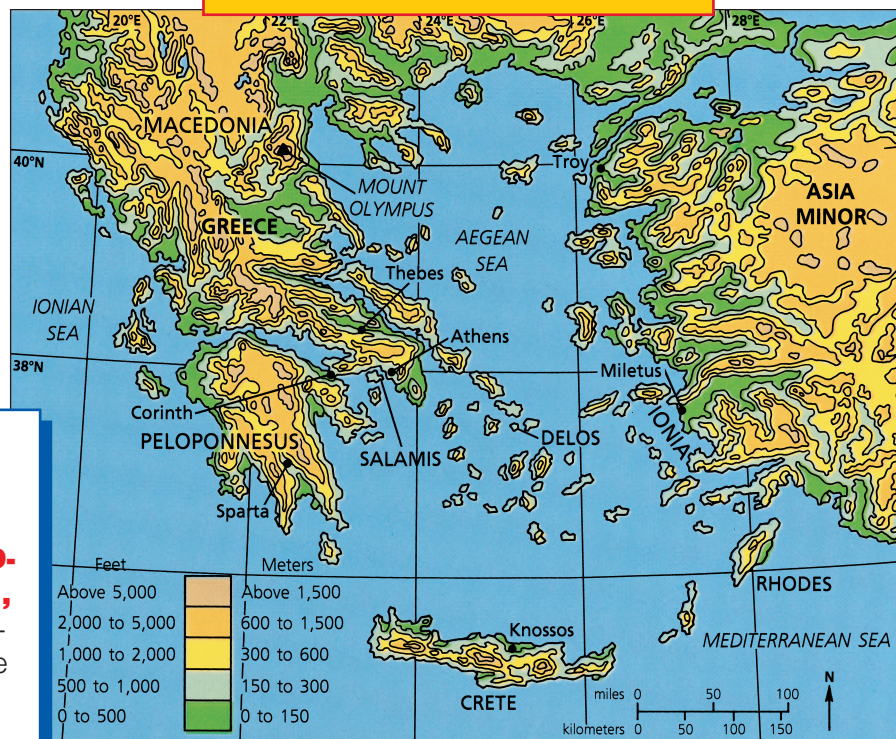 20°E
22°E
24°E
26°E
28°E
MACEDONIA
40°N
Troy
MOUNT
OLYMPUS
ASIA
MINOR
GREECE
AEGEAN
SEA
Thebes
IONIAN
SEA
Athens
38°N
Miletus
Corinth
IONIA
PELOPONNESUS
DELOS
SALAMIS
Sparta
Feet
Meters
Above 5,000
Above 1,500
2,000 to 5,000
600 to 1,500
1,000 to 2,000
300 to 600
500 to 1,000
150 to 300
0 to 500
0 to 150
RHODES
Knossos
MEDITERRANEAN SEA
CRETE
N
miles 0 50 100
kilometers 0 50 100 150